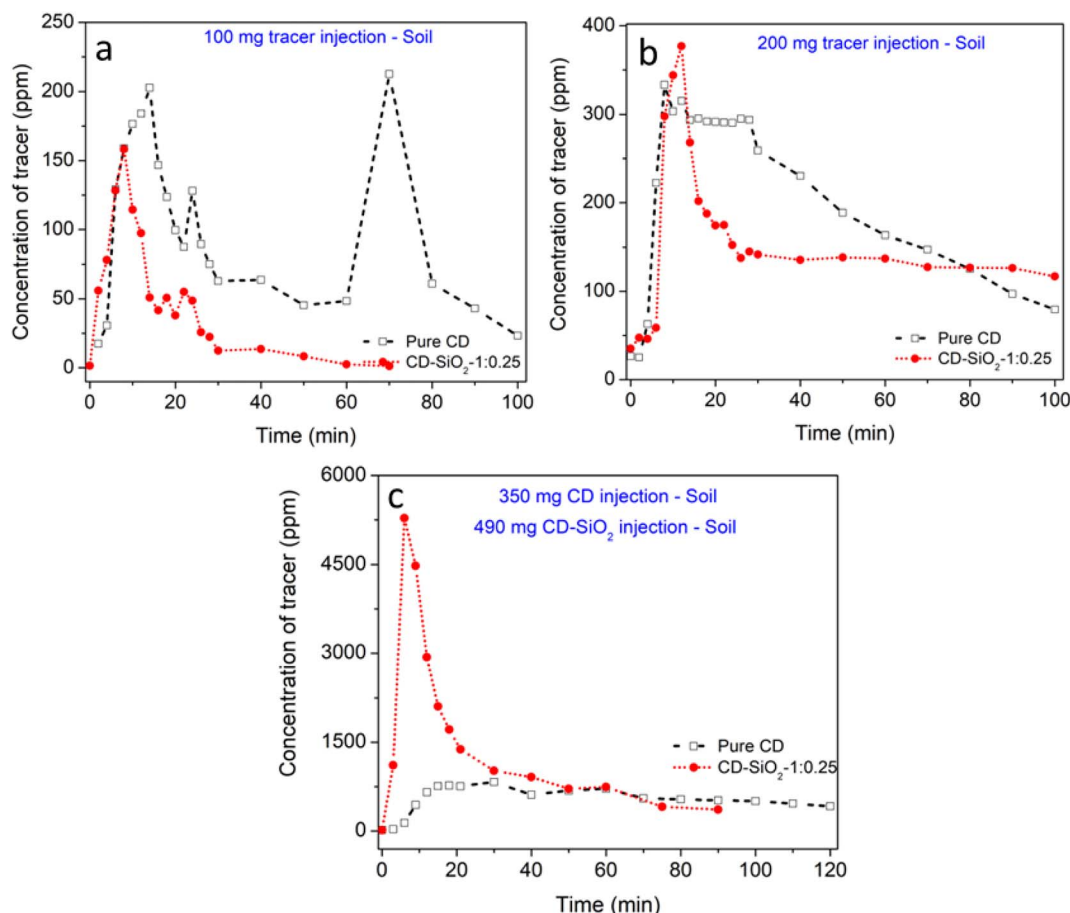 a
100 mg tracer injection - Soil
Concentration of tracer (ppm)
250
200
150
100
50
0
Pure CD
CD-SiO₂-1:0.25
0 20 40 60 80 100
Time (min)
b
200 mg tracer injection - Soil
Concentration of tracer (ppm)
400
300
200
100
0
Pure CD
CD-SiO₂-1:0.25
0 20 40 60 80 100
Time (min)
c
350 mg CD injection - Soil
490 mg CD-SiO₂ injection - Soil
Concentration of tracer (ppm)
6000
4500
3000
1500
0
Pure CD
CD-SiO₂-1:0.25
0 20 40 60 80 100 120
Time (min)